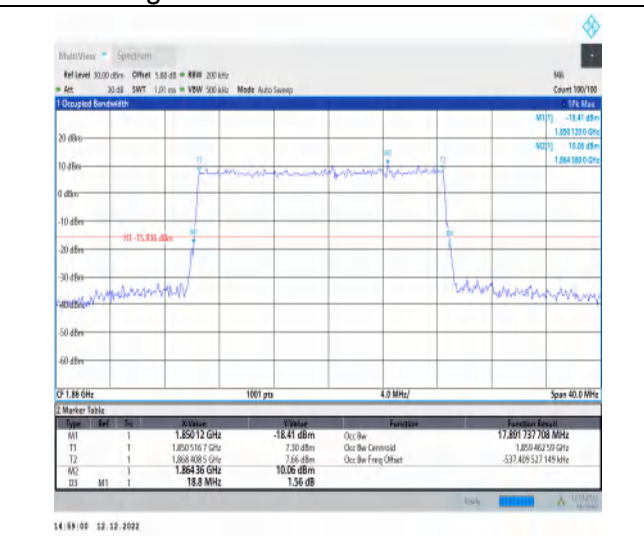 MultiView Spectrum
Ref Level 30.00 dBm Offset 5.88 dB RBW 200 kHz SGL
Att 30 dB SWT 1.01 ms VBW 500 kHz Mode Auto Sweep Count 100/100
1 Occupied Bandwidth 1Pk Max
M1[1] -18.41 dBm
1.850 120 0 GHz
20 dBm
M2[1] 10.06 dBm
1.864 360 0 GHz
M2
T1 T2
10 dBm
0 dBm
-10 dBm
M1 D3
H1 -15.936 dBm
-20 dBm
-30 dBm
-40 dBm
-50 dBm
-60 dBm
CF 1.86 GHz 1001 pts 4.0 MHz/ Span 40.0 MHz
2 Marker Table
Type Ref Trc X-Value Y-Value Function Function Result
M1 1 1.850 12 GHz -18.41 dBm Occ Bw 17.891 737 708 MHz
T1 1 1.850 516 7 GHz 7.30 dBm Occ Bw Centroid 1.859 462 59 GHz
T2 1 1.868 408 5 GHz 7.66 dBm Occ Bw Freq Offset -537.409 527 149 kHz
M2 1 1.864 36 GHz 10.06 dBm
D3 M1 1 18.8 MHz 1.56 dB
Ready
14:59:00 12.12.2022